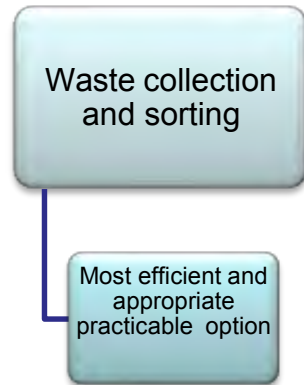 Waste collection
and sorting
Most efficient and
appropriate
practicable option